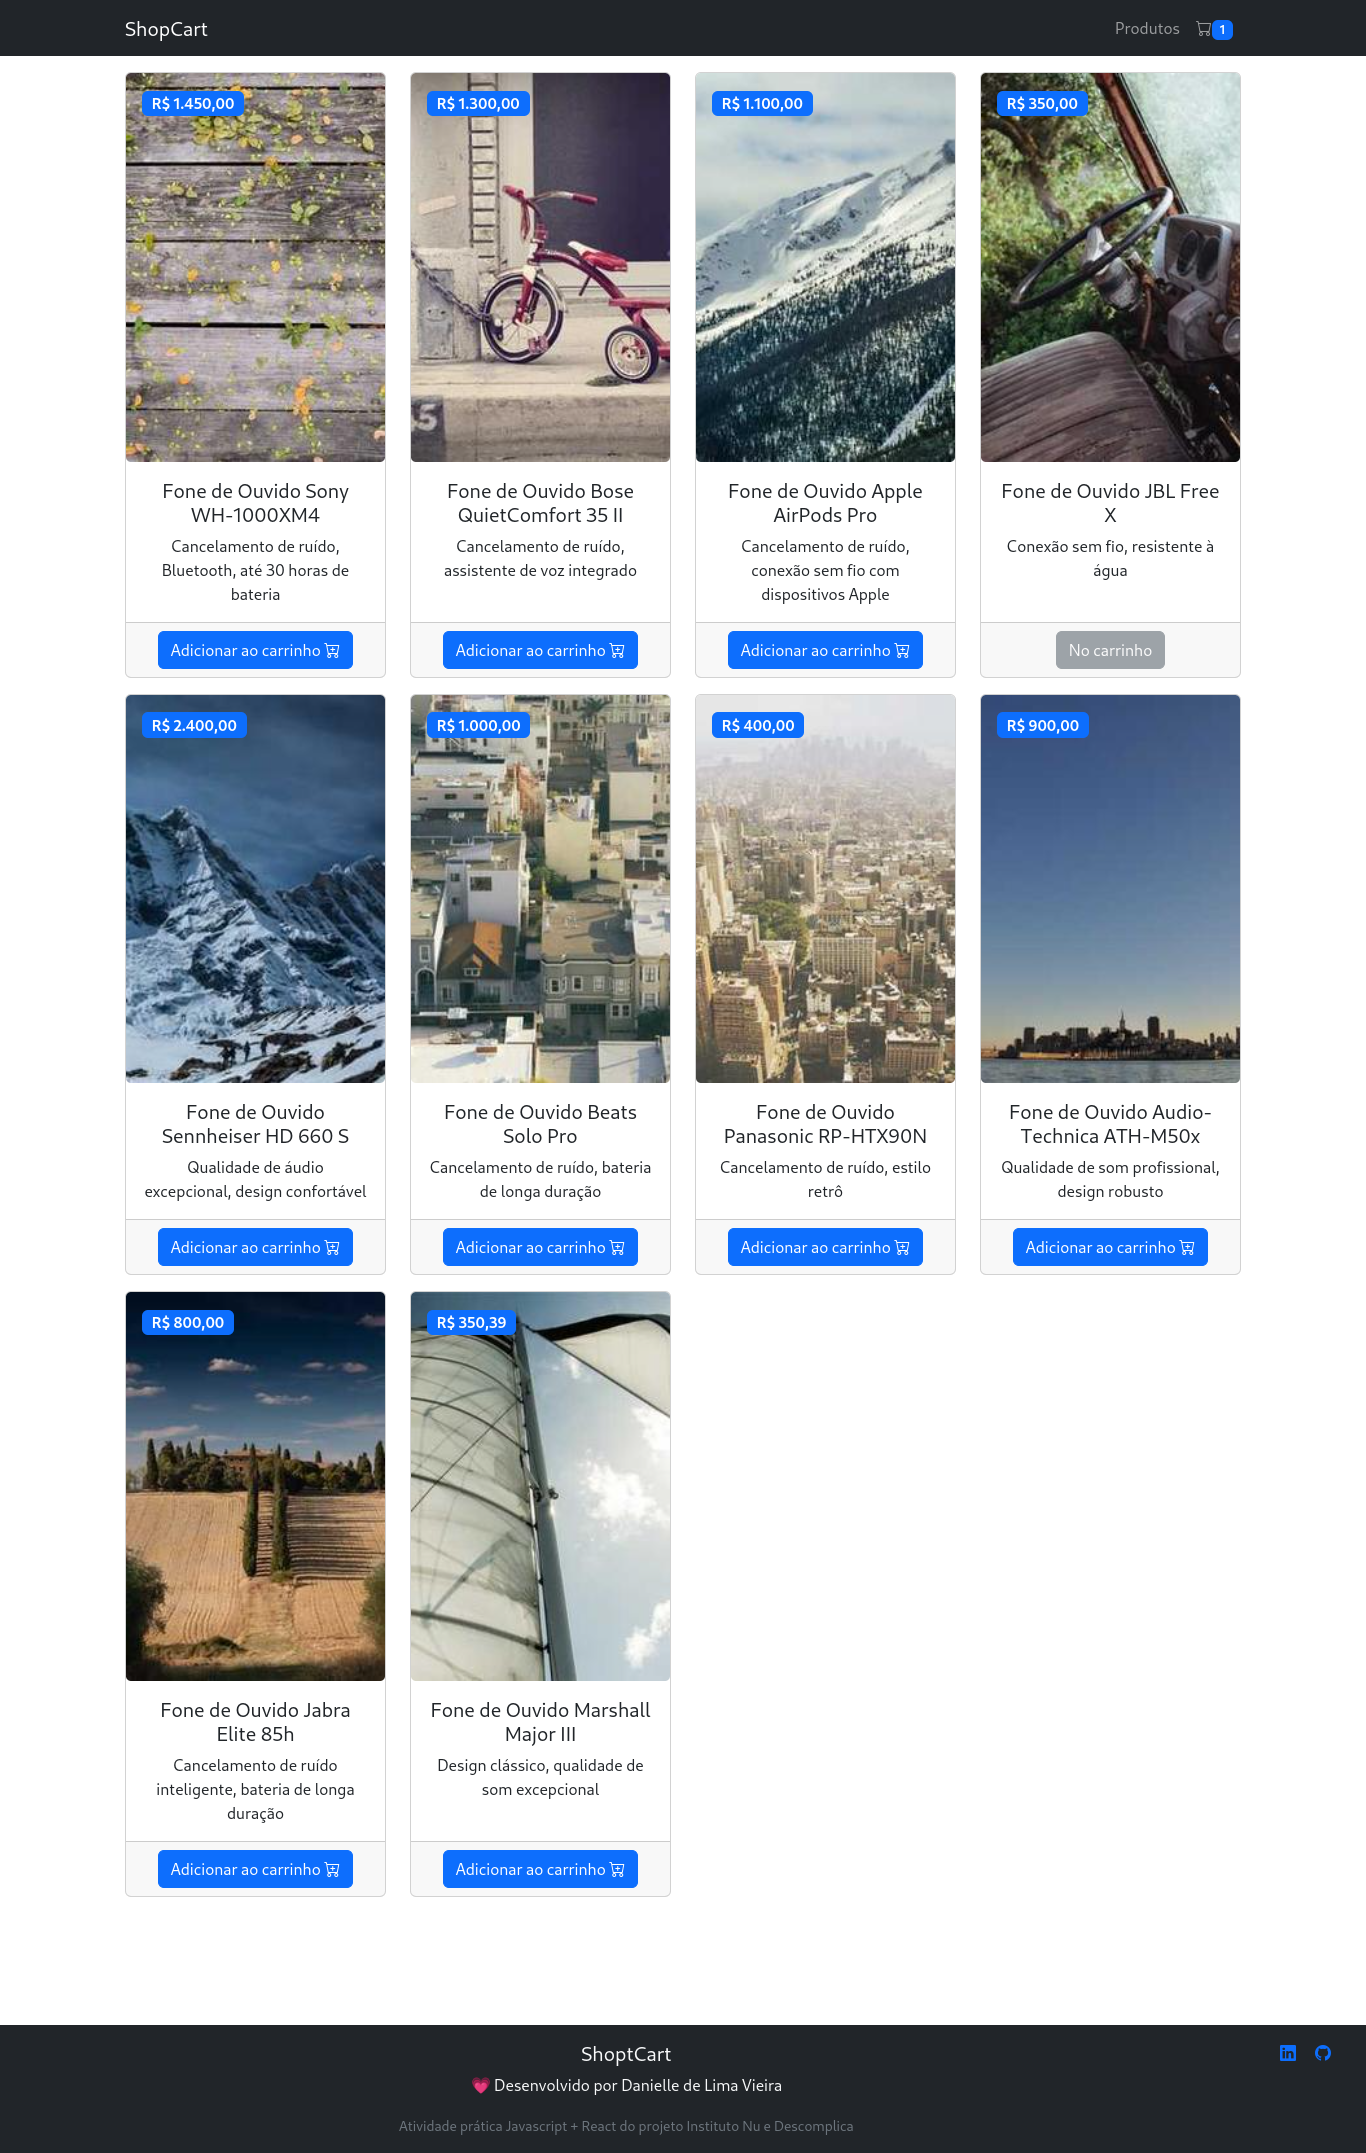 ShopCart
Produtos
1
R$ 1.450,00
Fone de Ouvido Sony
WH-1000XM4
Cancelamento de ruído,
Bluetooth, até 30 horas de
bateria
Adicionar ao carrinho
R$ 1.300,00
5
Fone de Ouvido Bose
QuietComfort 35 II
Cancelamento de ruído,
assistente de voz integrado
Adicionar ao carrinho
R$ 1.100,00
Fone de Ouvido Apple
AirPods Pro
Cancelamento de ruído,
conexão sem fio com
dispositivos Apple
Adicionar ao carrinho
R$ 350,00
Fone de Ouvido JBL Free
X
Conexão sem fio, resistente à
água
No carrinho
R$ 2.400,00
Fone de Ouvido
Sennheiser HD 660 S
Qualidade de áudio
excepcional, design confortável
Adicionar ao carrinho
R$ 1.000,00
Fone de Ouvido Beats
Solo Pro
Cancelamento de ruído, bateria
de longa duração
Adicionar ao carrinho
R$ 400,00
Fone de Ouvido
Panasonic RP-HTX90N
Cancelamento de ruído, estilo
retrô
Adicionar ao carrinho
R$ 900,00
Fone de Ouvido Audio-
Technica ATH-M50x
Qualidade de som profissional,
design robusto
Adicionar ao carrinho
R$ 800,00
Fone de Ouvido Jabra
Elite 85h
Cancelamento de ruído
inteligente, bateria de longa
duração
Adicionar ao carrinho
R$ 350,39
Fone de Ouvido Marshall
Major III
Design clássico, qualidade de
som excepcional
Adicionar ao carrinho
ShoptCart
💗 Desenvolvido por Danielle de Lima Vieira
Atividade prática Javascript + React do projeto Instituto Nu e Descomplica